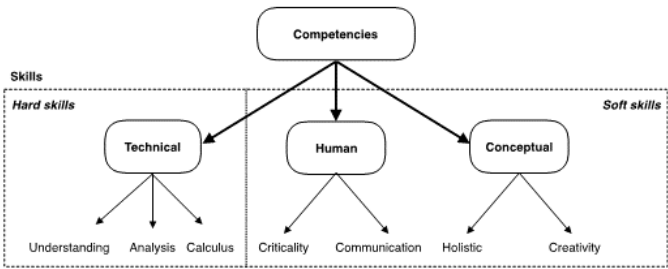 Competencies
Skills
Hard skills
Soft skills
Technical
Human
Conceptual
Understanding
Analysis
Calculus
Criticality
Communication
Holistic
Creativity